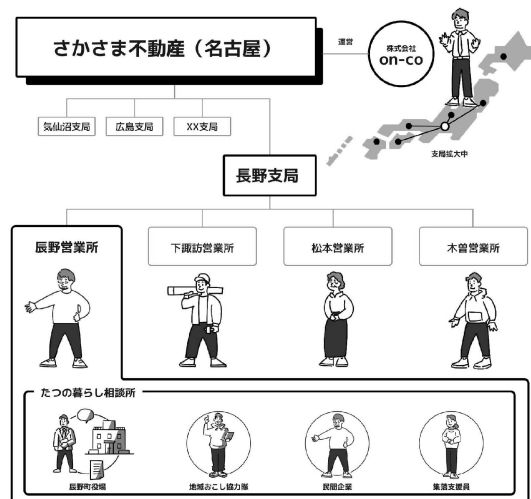 さかさま不動産（名古屋）
運営
株式会社
on-co
気仙沼支局
広島支局
XX支局
支局拡大中
長野支局
辰野営業所
下諏訪営業所
松本営業所
木曽営業所
たつの暮らし相談所
辰野町役場
地域おこし協力隊
民間企業
集落支援員